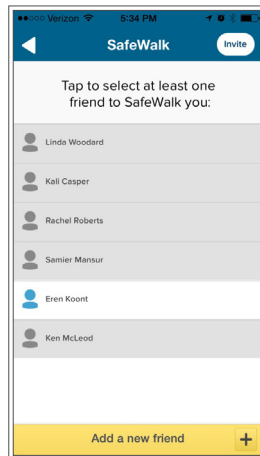 Verizon 5:34 PM
SafeWalk
Invite
Tap to select at least one
friend to SafeWalk you:
Linda Woodard
Kali Casper
Rachel Roberts
Samier Mansur
Eren Koont
Ken McLeod
Add a new friend +